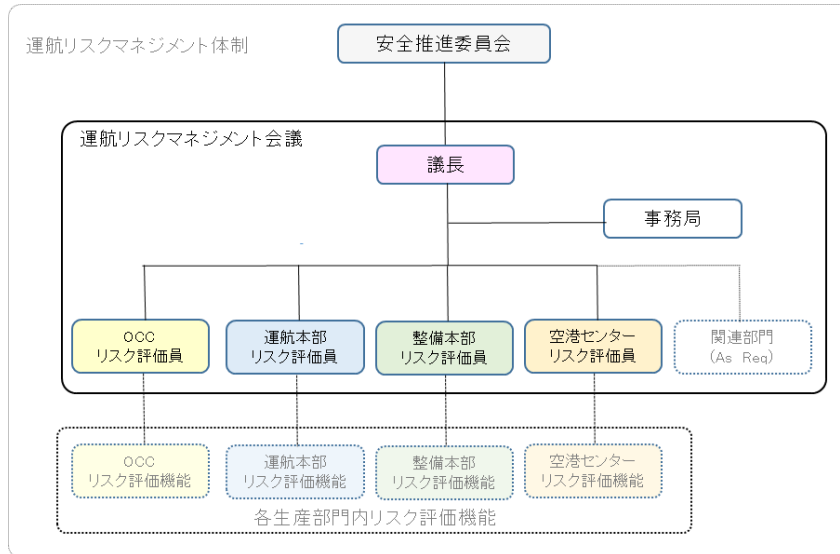 運航リスクマネジメント体制
安全推進委員会
運航リスクマネジメント会議
議長
事務局
OCC
リスク評価員
運航本部
リスク評価員
整備本部
リスク評価員
空港センター
リスク評価員
関連部門
(As Req)
OCC
リスク評価機能
運航本部
リスク評価機能
整備本部
リスク評価機能
空港センター
リスク評価機能
各生産部門内リスク評価機能